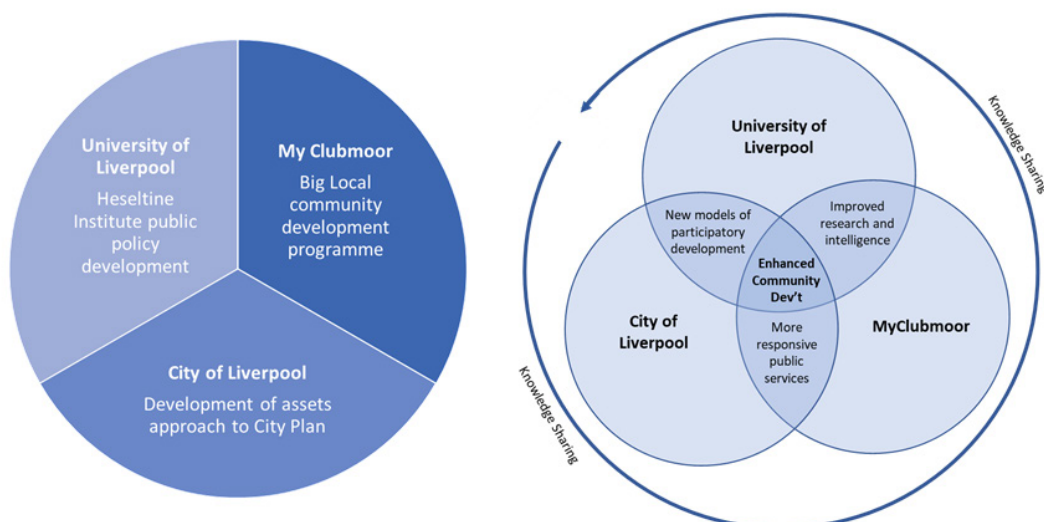 University of
Liverpool
Heseltine
Institute public
policy
development
My Clubmoor
Big Local
community
development
programme
City of Liverpool
Development of assets
approach to City Plan
University of
Liverpool
Knowledge Sharing
New models of
participatory
development
Improved
research and
intelligence
Enhanced
Community
Dev't
City of
Liverpool
MyClubmoor
More
responsive
public
services
Knowledge Sharing